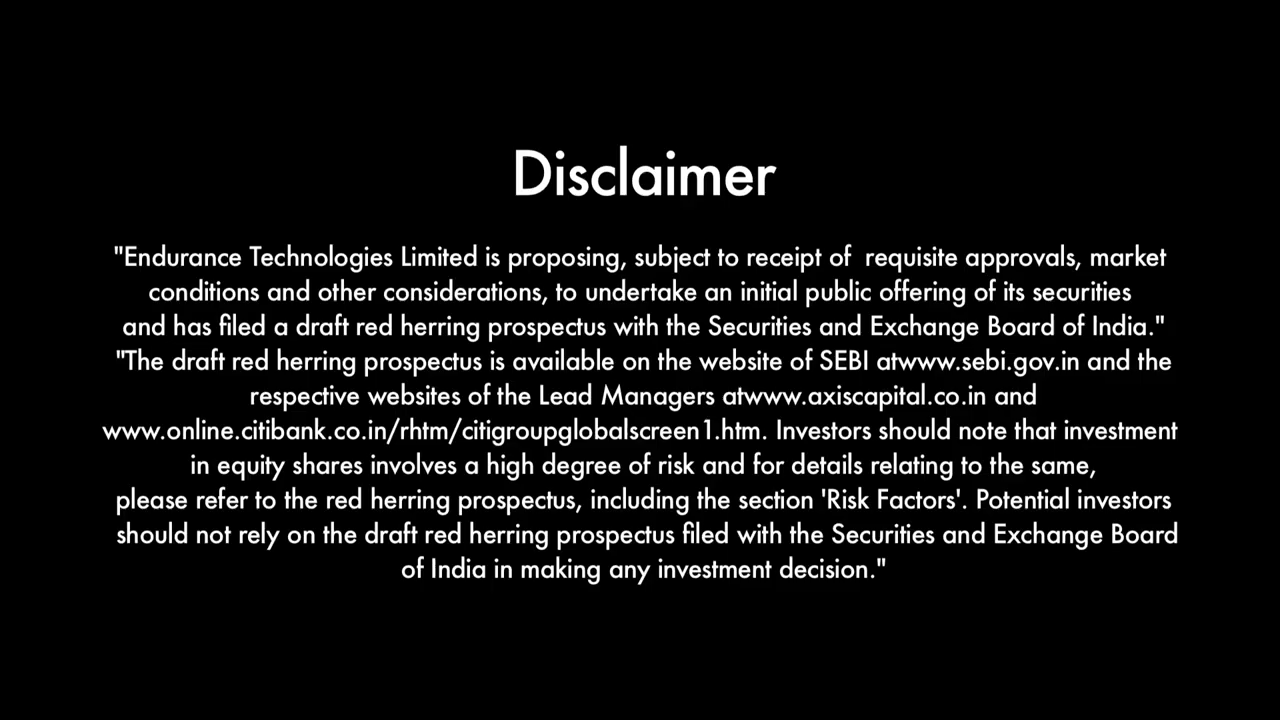 Disclaimer
"Endurance Technologies Limited is proposing, subject to receipt of  requisite approvals, market
conditions and other considerations, to undertake an initial public offering of its securities
and has filed a draft red herring prospectus with the Securities and Exchange Board of India."
"The draft red herring prospectus is available on the website of SEBI atwww.sebi.gov.in and the
respective websites of the Lead Managers atwww.axiscapital.co.in and
www.online.citibank.co.in/rhtm/citigroupglobalscreen1.htm. Investors should note that investment
in equity shares involves a high degree of risk and for details relating to the same,
please refer to the red herring prospectus, including the section 'Risk Factors'. Potential investors
should not rely on the draft red herring prospectus filed with the Securities and Exchange Board
of India in making any investment decision."